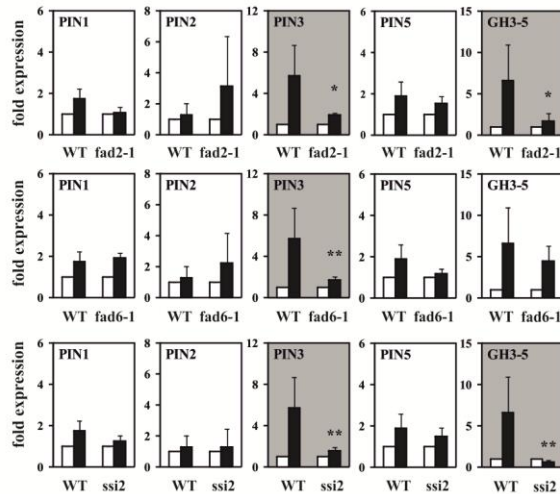 PIN1 PIN2 PIN3 PIN5 GH3-5
fold expression
6 8 12 6 15
4 6 8 4 10
2 4 4 2 5
0 2 0 0 0
0
* *
WT fad2-1 WT fad2-1 WT fad2-1 WT fad2-1 WT fad2-1
PIN1 PIN2 PIN3 PIN5 GH3-5
fold expression
6 8 12 6 15
4 6 8 4 10
2 4 4 2 5
0 2 0 0 0
0
**
WT fad6-1 WT fad6-1 WT fad6-1 WT fad6-1 WT fad6-1
PIN1 PIN2 PIN3 PIN5 GH3-5
fold expression
6 8 12 6 15
4 6 8 4 10
2 4 4 2 5
0 2 0 0 0
0
** **
WT ssi2 WT ssi2 WT ssi2 WT ssi2 WT ssi2